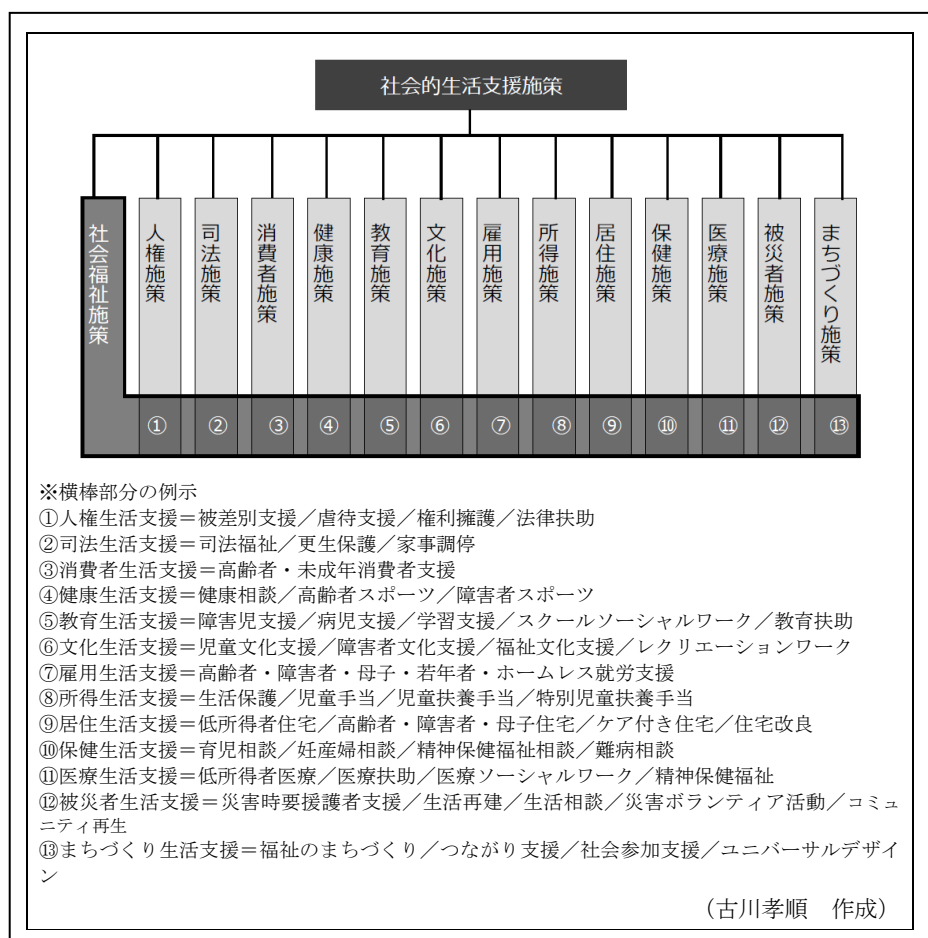 社会的生活支援施策
社会福祉施策
人権施策
司法施策
消費者施策
健康施策
教育施策
文化施策
雇用施策
所得施策
居住施策
保健施策
医療施策
被災者施策
まちづくり施策
① ② ③ ④ ⑤ ⑥ ⑦ ⑧ ⑨ ⑩ ⑪ ⑫ ⑬
※横棒部分の例示
①人権生活支援＝被差別支援／虐待支援／権利擁護／法律扶助
②司法生活支援＝司法福祉／更生保護／家事調停
③消費者生活支援＝高齢者・未成年消費者支援
④健康生活支援＝健康相談／高齢者スポーツ／障害者スポーツ
⑤教育生活支援＝障害児支援／病児支援／学習支援／スクールソーシャルワーク／教育扶助
⑥文化生活支援＝児童文化支援／障害者文化支援／福祉文化支援／レクリエーションワーク
⑦雇用生活支援＝高齢者・障害者・母子・若年者・ホームレス就労支援
⑧所得生活支援＝生活保護／児童手当／児童扶養手当／特別児童扶養手当
⑨居住生活支援＝低所得者住宅／高齢者・障害者・母子住宅／ケア付き住宅／住宅改良
⑩保健生活支援＝育児相談／妊産婦相談／精神保健福祉相談／難病相談
⑪医療生活支援＝低所得者医療／医療扶助／医療ソーシャルワーク／精神保健福祉
⑫被災者生活支援＝災害時要援護者支援／生活再建／生活相談／災害ボランティア活動／コミュ
ニティ再生
⑬まちづくり生活支援＝福祉のまちづくり／つながり支援／社会参加支援／ユニバーサルデザイ
ン
（古川孝順　作成）